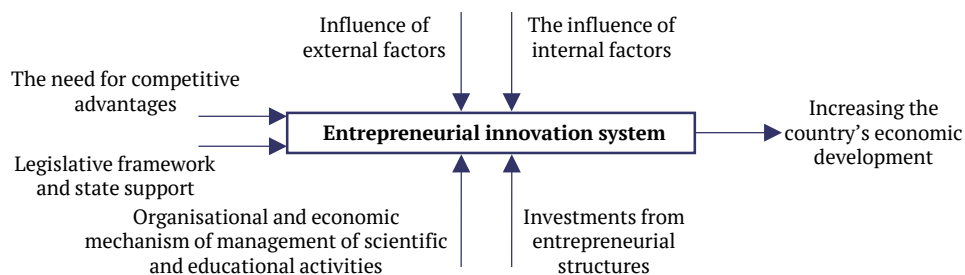 Influence of
external factors
The influence of
internal factors
The need for competitive
advantages
Entrepreneurial innovation system
Increasing the
country’s economic
development
Legislative framework
and state support
Organisational and economic
mechanism of management of scientific
and educational activities
Investments from
entrepreneurial
structures